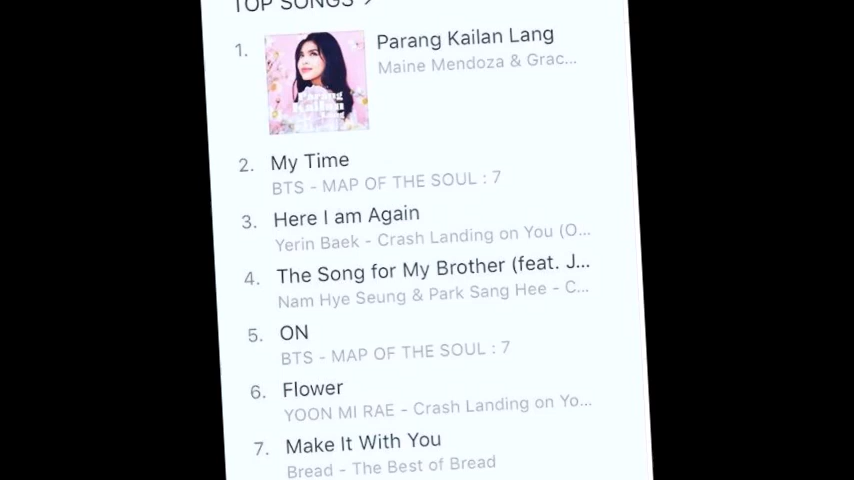 TOP SONGS >
1.
Parang Kailan Lang
Maine Mendoza & Grac...
Parang
Kailan
Lang
2. My Time
BTS - MAP OF THE SOUL : 7
3. Here I am Again
Yerin Baek - Crash Landing on You (O...
4. The Song for My Brother (feat. J...
Nam Hye Seung & Park Sang Hee - C...
5. ON
BTS - MAP OF THE SOUL : 7
6. Flower
YOON MI RAE - Crash Landing on Yo...
7. Make It With You
Bread - The Best of Bread